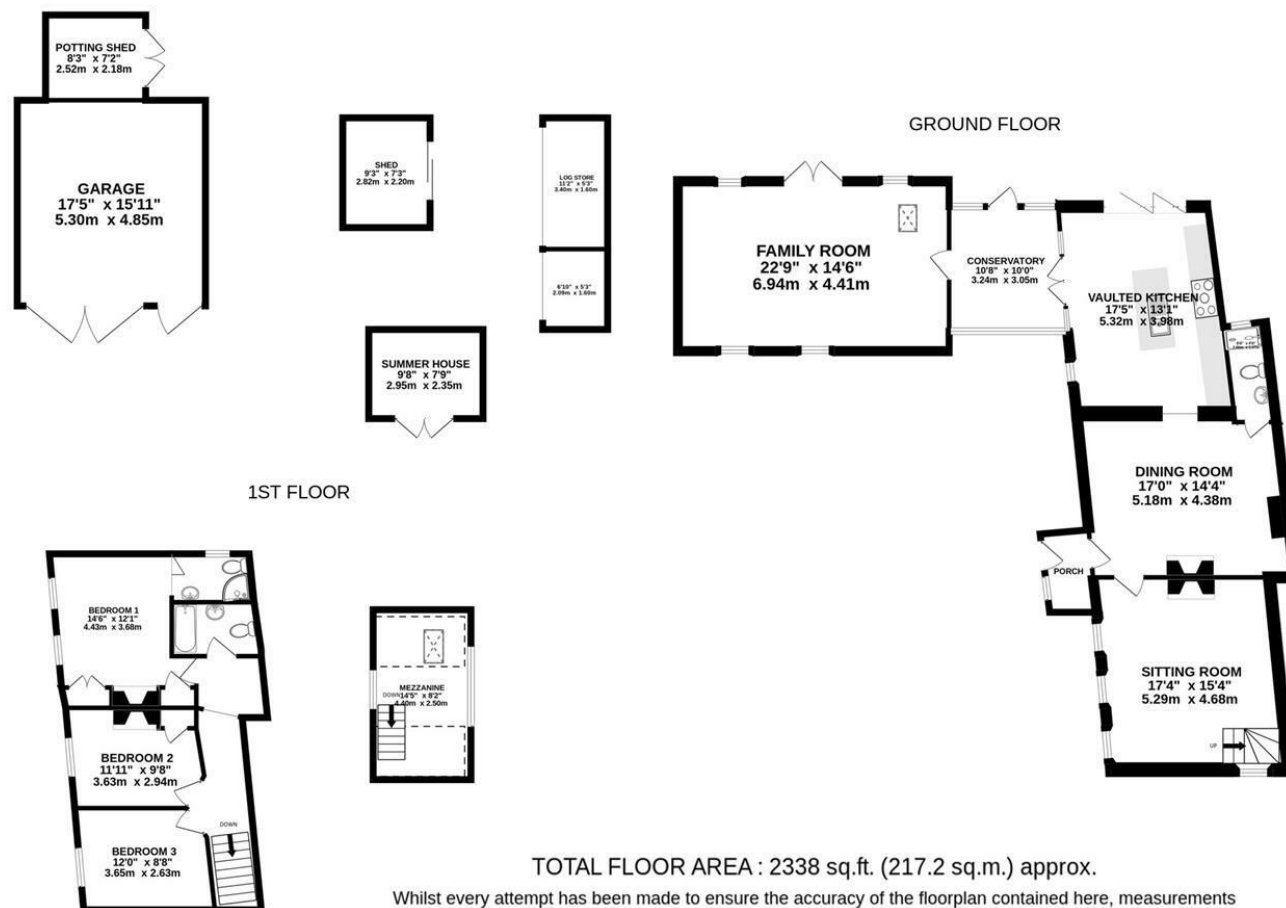 POTTING SHED
8'3" x 7'2"
2.52m x 2.18m
GARAGE
17'5" x 15'11"
5.30m x 4.85m
SHED
9'3" x 7'3"
2.82m x 2.20m
LOG STORE
11'2" x 5'3"
3.40m x 1.60m
6'10" x 5'3"
2.09m x 1.60m
SUMMER HOUSE
9'8" x 7'9"
2.95m x 2.35m
GROUND FLOOR
FAMILY ROOM
22'9" x 14'6"
6.94m x 4.41m
CONSERVATORY
10'8" x 10'0"
3.24m x 3.05m
VAULTED KITCHEN
17'5" x 13'1"
5.32m x 3.98m
DINING ROOM
17'0" x 14'4"
5.18m x 4.38m
PORCH
SITTING ROOM
17'4" x 15'4"
5.29m x 4.68m
UP
1ST FLOOR
BEDROOM 1
14'6" x 12'1"
4.43m x 3.68m
BEDROOM 2
11'11" x 9'8"
3.63m x 2.94m
BEDROOM 3
12'0" x 8'8"
3.65m x 2.63m
DOWN
MEZZANINE
14'5" x 8'2"
4.40m x 2.50m
DOWN
TOTAL FLOOR AREA : 2338 sq.ft. (217.2 sq.m.) approx.
Whilst every attempt has been made to ensure the accuracy of the floorplan contained here, measurements